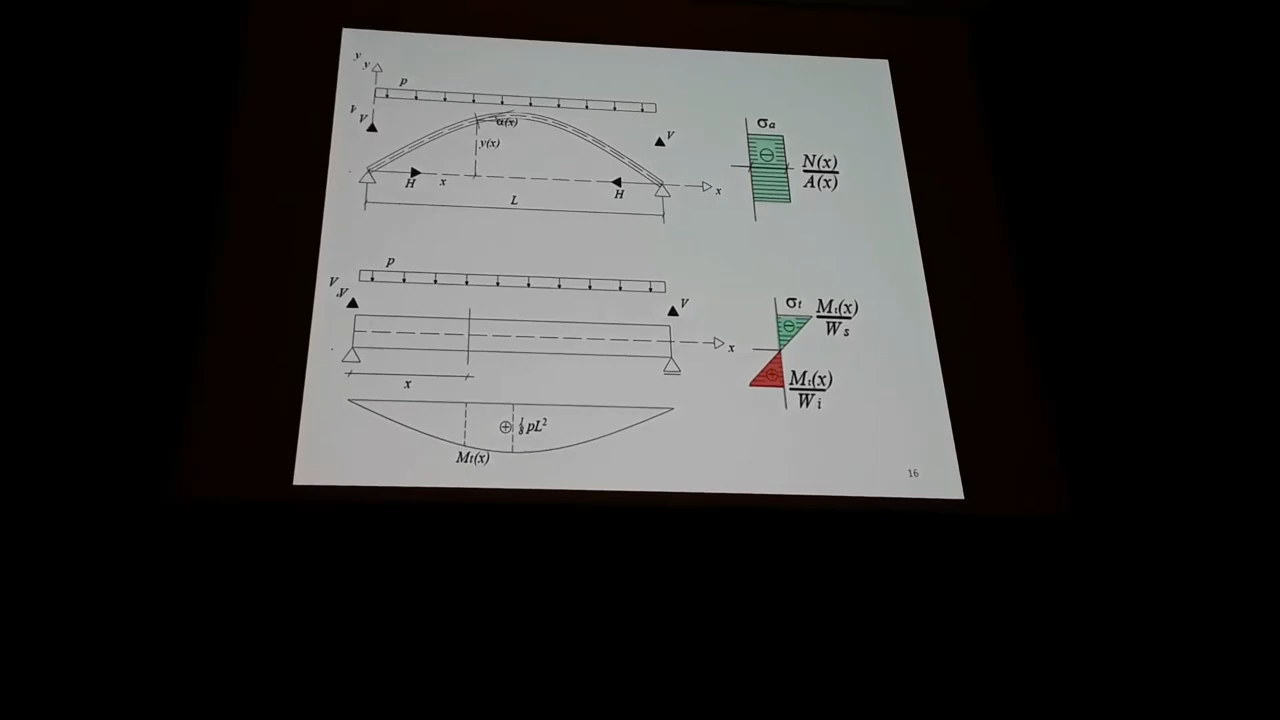 y
y
p
V
V
V
α(x)
y(x)
H
x
H
x
L
σa
N(x)
A(x)
p
V
V
V
x
x
σt
Mt(x)
Ws
Mt(x)
Wi
1/8 pL²
Mt(x)
16